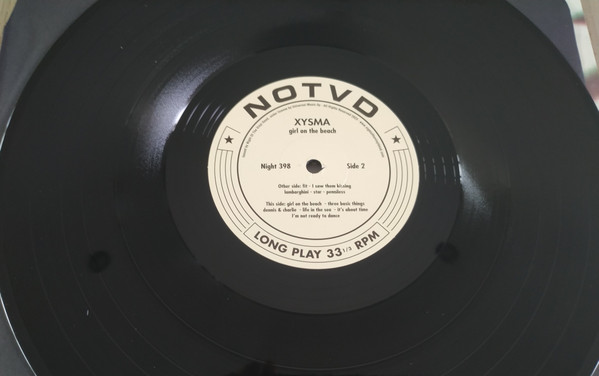 NOTVD
XYSMA
girl on the beach
Night 398
Side 2
Other side: fit - I saw them kissing
lamborghini - star - penniless
This side: girl on the beach - three basic things
dennis & charlie - life in the sea - it's about time
I'm not ready to dance
LONG PLAY 33 1/3 RPM